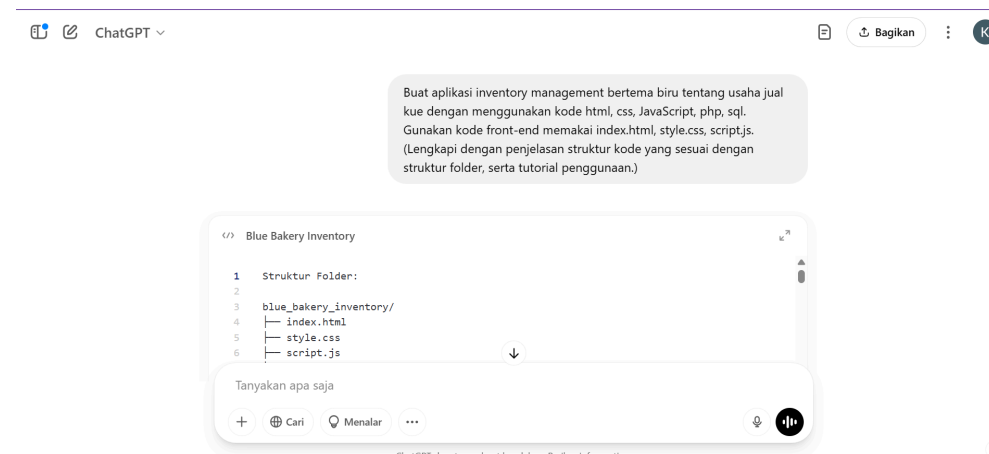 ChatGPT
Bagikan
K
Buat aplikasi inventory management bertema biru tentang usaha jual
kue dengan menggunakan kode html, css, JavaScript, php, sql.
Gunakan kode front-end memakai index.html, style.css, script.js.
(Lengkapi dengan penjelasan struktur kode yang sesuai dengan
struktur folder, serta tutorial penggunaan.)
Blue Bakery Inventory
1 Struktur Folder:
2
3 blue_bakery_inventory/
4 ├── index.html
5 ├── style.css
6 ├── script.js
Tanyakan apa saja
Cari
Menalar